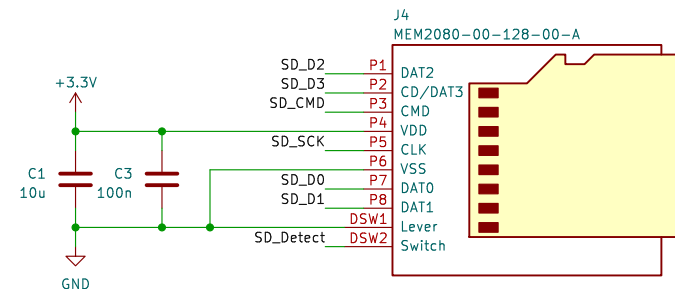 J4
MEM2080-00-128-00-A
SD_D2 P1 DAT2
+3.3V
SD_D3 P2 CD/DAT3
SD_CMD P3 CMD
P4 VDD
SD_SCK P5 CLK
P6 VSS
C1 C3
SD_D0 P7 DAT0
10u 100n
SD_D1 P8 DAT1
DSW1 Lever
SD_Detect DSW2 Switch
GND